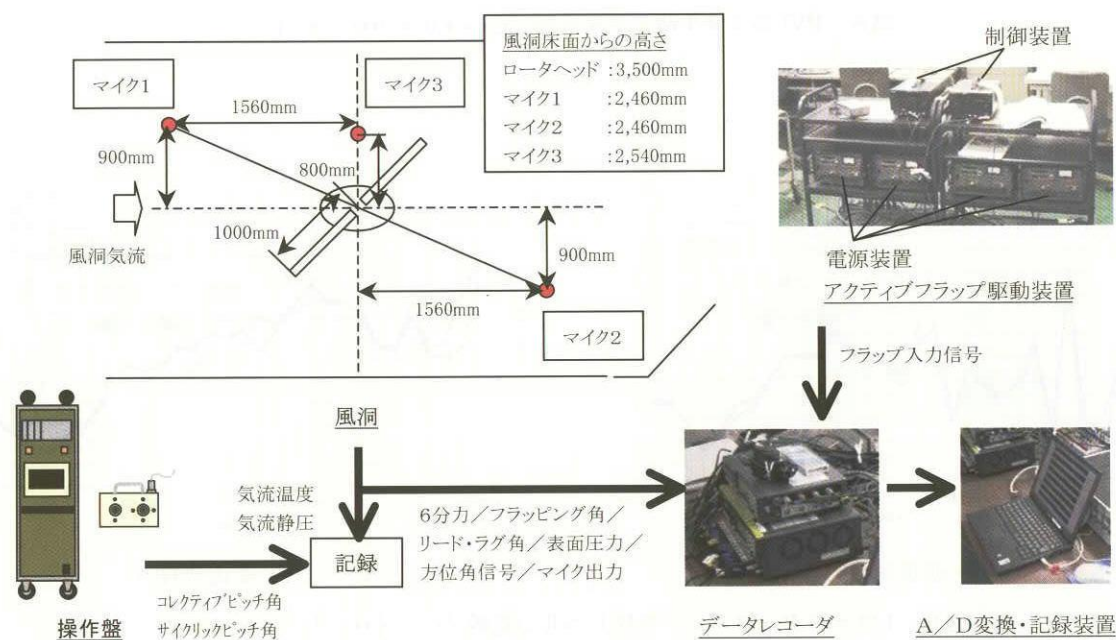 風洞床面からの高さ
ロータヘッド :3,500mm
マイク1 :2,460mm
マイク2 :2,460mm
マイク3 :2,540mm
マイク1
マイク3
1560mm
900mm
800mm
1000mm
風洞気流
900mm
1560mm
マイク2
制御装置
電源装置
アクティブフラップ駆動装置
フラップ入力信号
風洞
気流温度
気流静圧
6分力/フラッピング角/
リード・ラグ角/表面圧力/
方位角信号/マイク出力
記録
コレクティブピッチ角
サイクリックピッチ角
操作盤
データレコーダ
A/D変換・記録装置